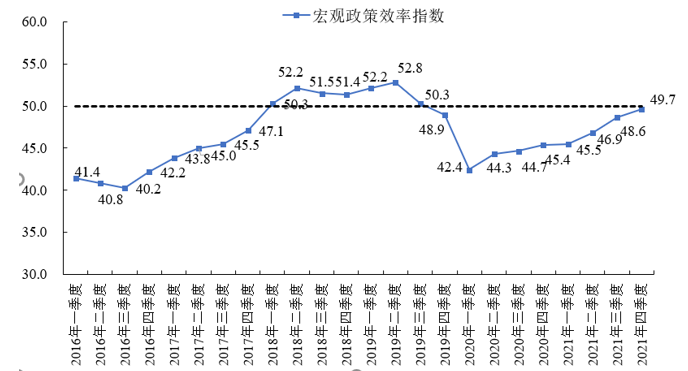 宏观政策效率指数
60.0
55.0
50.0
45.0
40.0
35.0
30.0
41.4
40.8
40.2
42.2
43.8
45.0
45.5
47.1
50.3
52.2
51.5
51.4
52.2
52.8
50.3
48.9
42.4
44.3
44.7
45.4
45.5
46.9
48.6
49.7
2016年一季度
2016年二季度
2016年三季度
2016年四季度
2017年一季度
2017年二季度
2017年三季度
2017年四季度
2018年一季度
2018年二季度
2018年三季度
2018年四季度
2019年一季度
2019年二季度
2019年三季度
2019年四季度
2020年一季度
2020年二季度
2020年三季度
2020年四季度
2021年一季度
2021年二季度
2021年三季度
2021年四季度